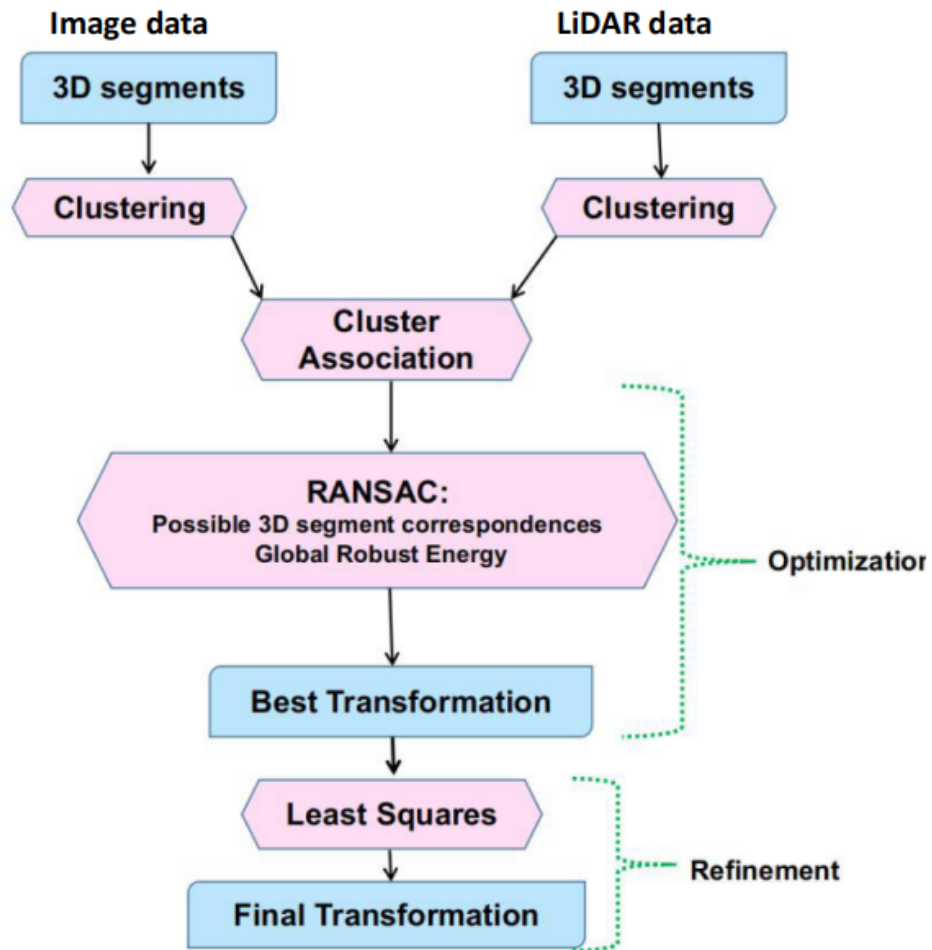 Image data
LiDAR data
3D segments
3D segments
Clustering
Clustering
Cluster
Association
RANSAC:
Possible 3D segment correspondences
Global Robust Energy
Optimization
Best Transformation
Least Squares
Refinement
Final Transformation